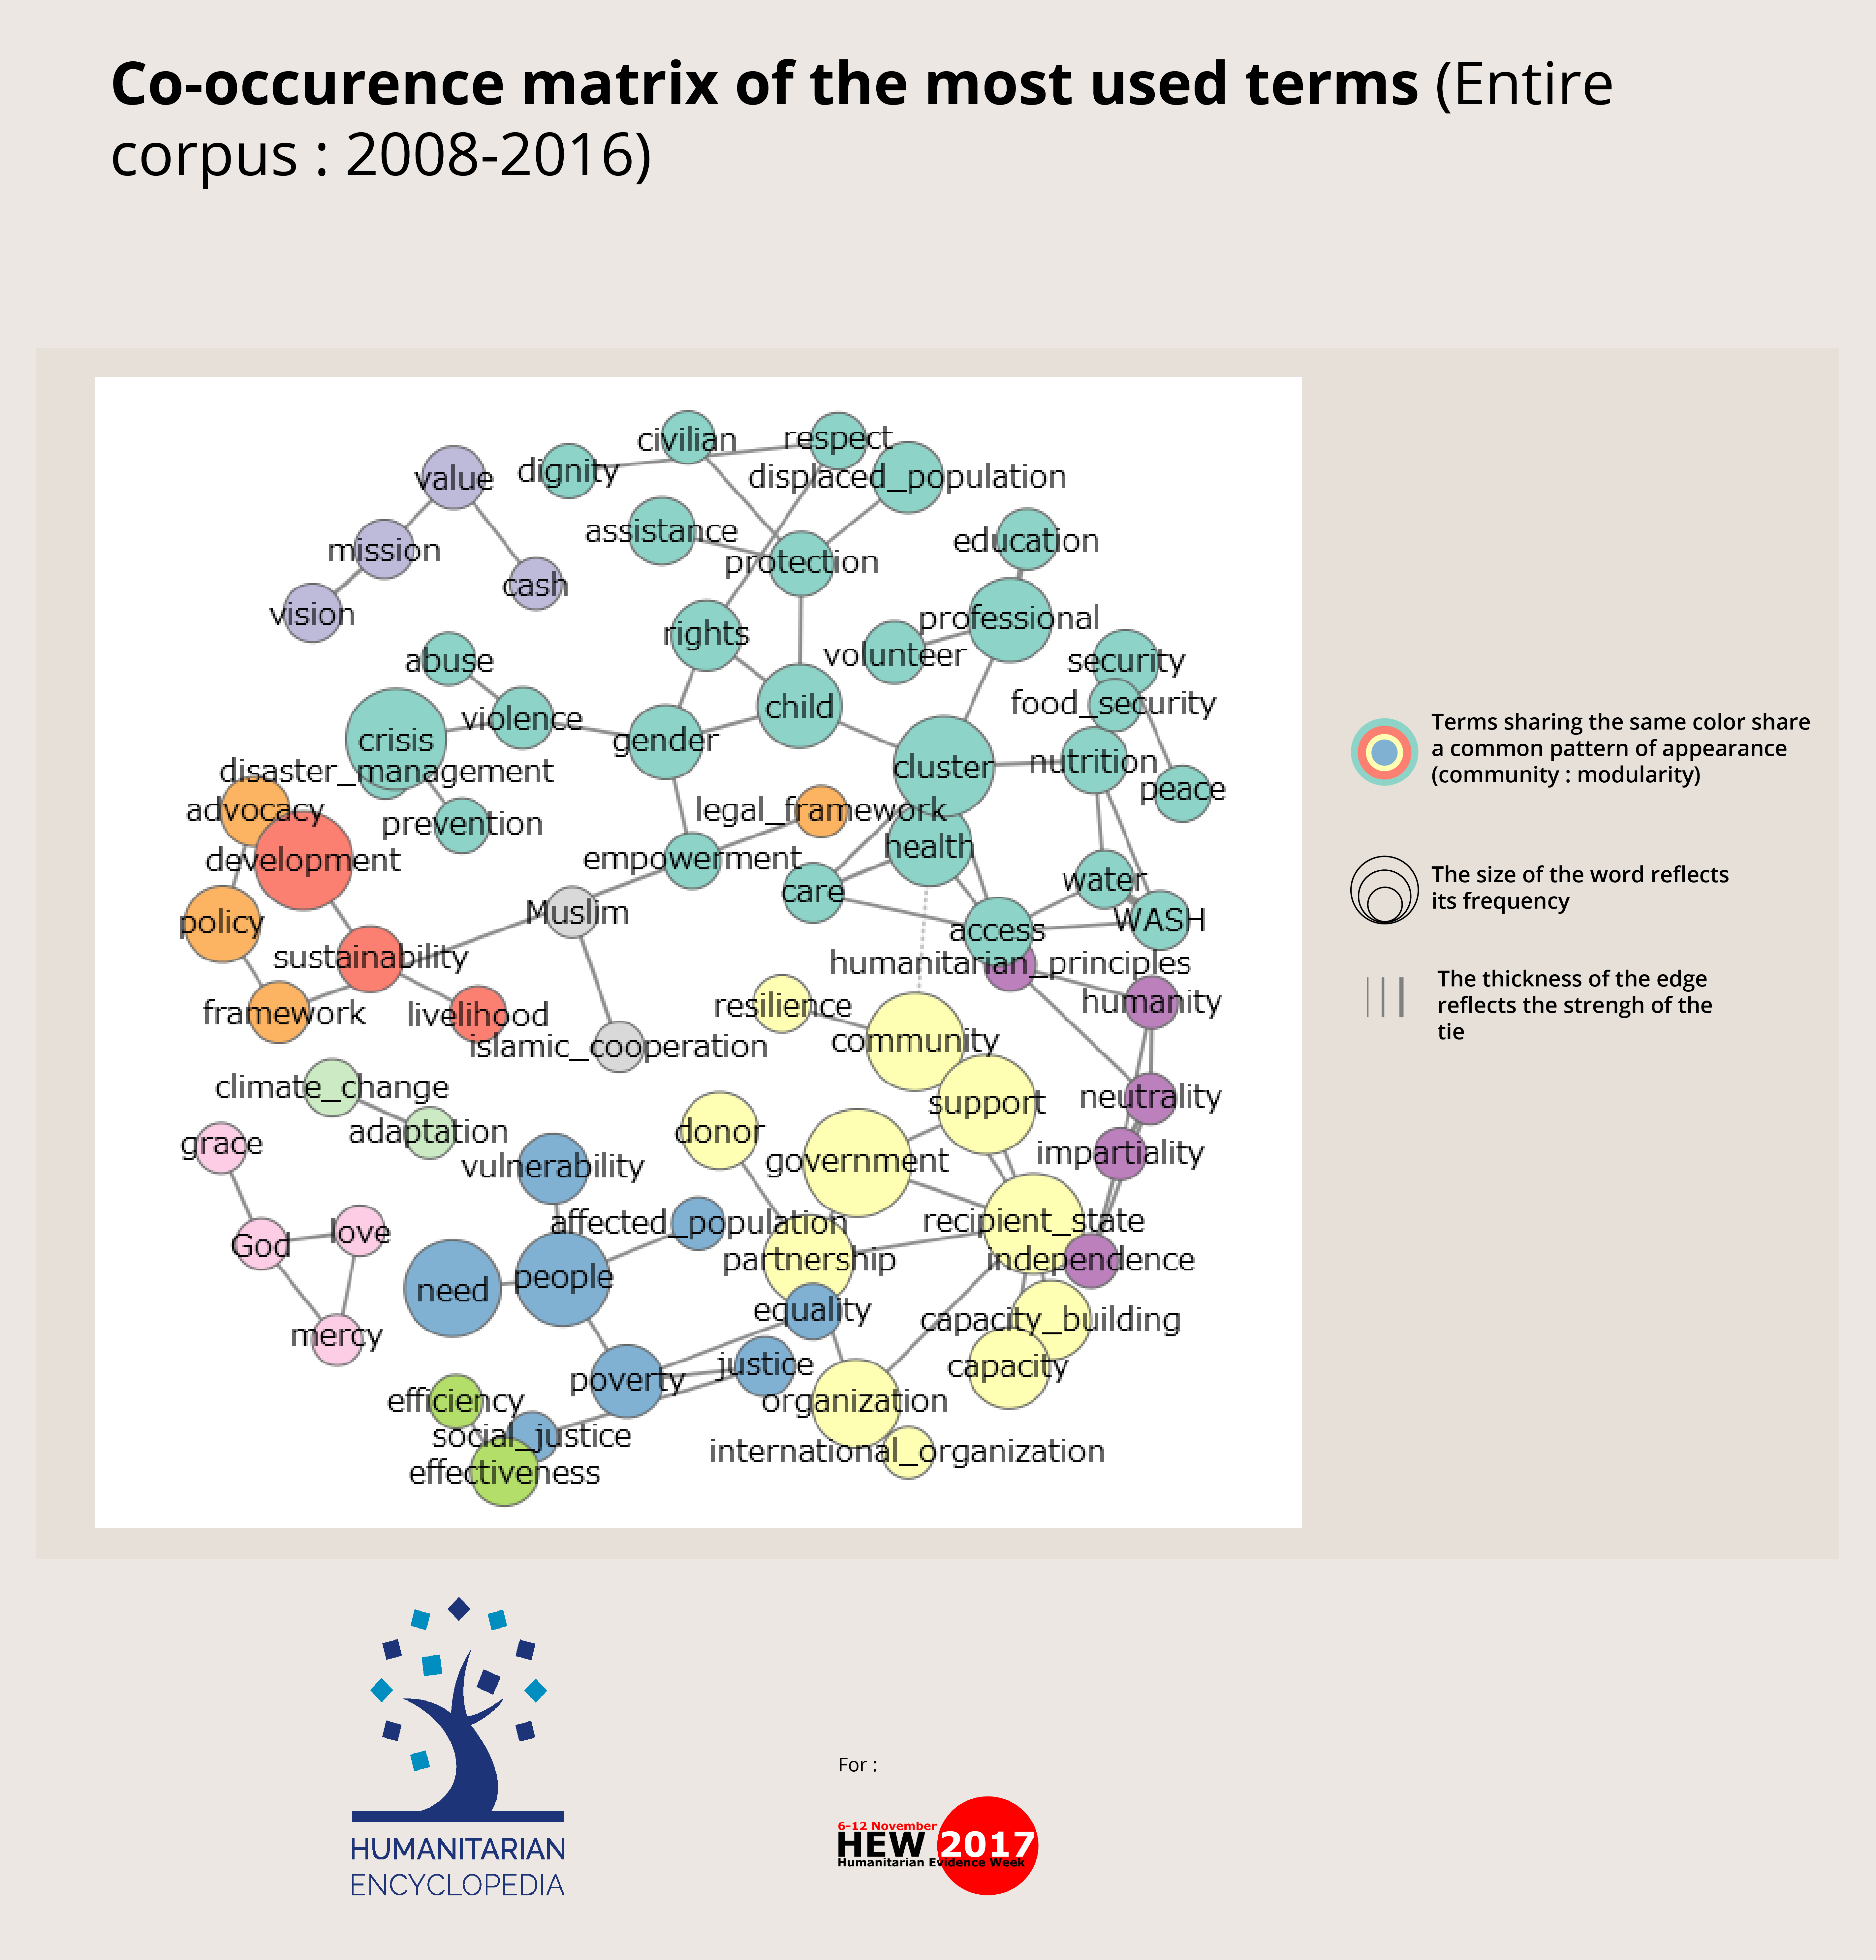 Co-occurence matrix of the most used terms (Entire
corpus : 2008-2016)
civilian
respect
value
dignity
displaced_population
assistance
education
mission
protection
cash
vision
professional
rights
volunteer
abuse
security
food_security
child
violence
crisis
gender
cluster
nutrition
disaster_management
peace
advocacy
legal_framework
prevention
health
development
empowerment
care
water
Muslim
policy
WASH
access
sustainability
humanitarian_principles
resilience
humanity
framework
livelihood
community
islamic_cooperation
climate_change
support
neutrality
adaptation
donor
grace
government
impartiality
vulnerability
affected_population
recipient_state
love
God
partnership
independence
people
need
equality
capacity_building
mercy
justice
capacity
poverty
efficiency
organization
social_justice
international_organization
effectiveness
Terms sharing the same color share
a common pattern of appearance
(community : modularity)
The size of the word reflects
its frequency
The thickness of the edge
reflects the strengh of the
tie
HUMANITARIAN
ENCYCLOPEDIA
For :
6-12 November
HEW 2017
Humanitarian Evidence Week